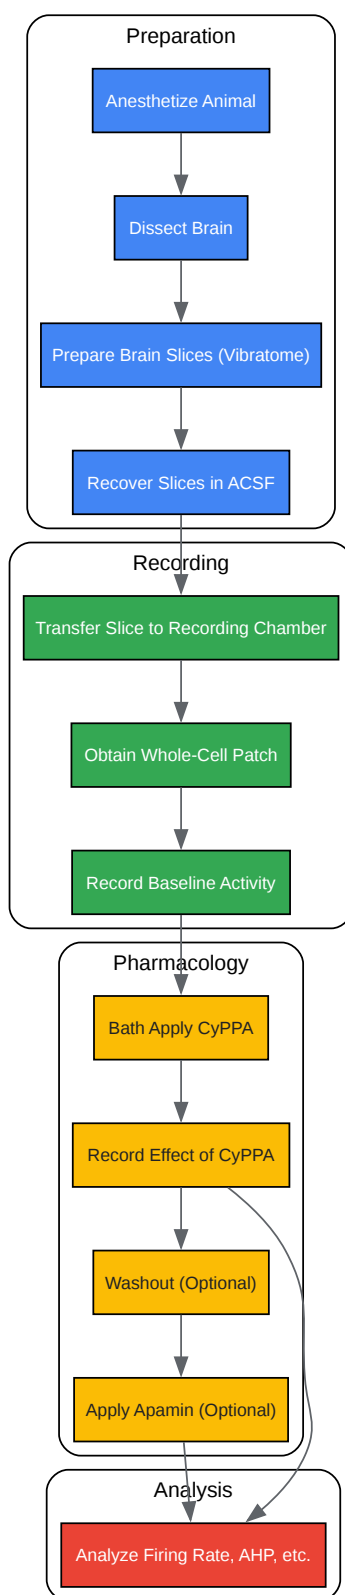 Preparation
Anesthetize Animal
Dissect Brain
Prepare Brain Slices (Vibratome)
Recover Slices in ACSF
Recording
Transfer Slice to Recording Chamber
Obtain Whole-Cell Patch
Record Baseline Activity
Pharmacology
Bath Apply CyPPA
Record Effect of CyPPA
Washout (Optional)
Apply Apamin (Optional)
Analysis
Analyze Firing Rate, AHP, etc.